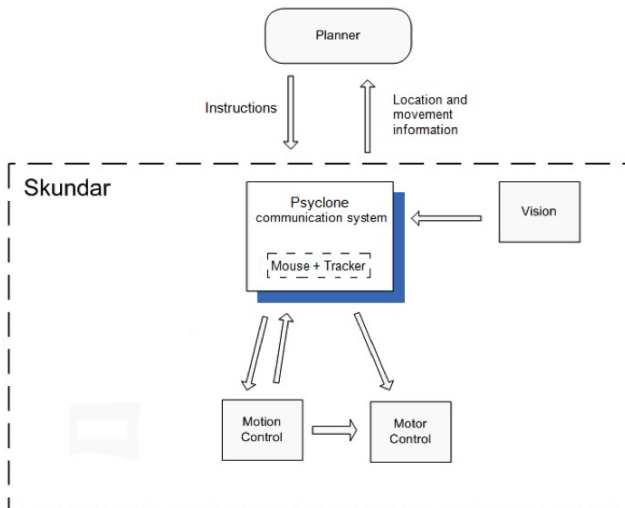 Planner
Instructions
Location and
movement
information
Skundar
Psyclone
communication system
Mouse + Tracker
Vision
Motion
Control
Motor
Control